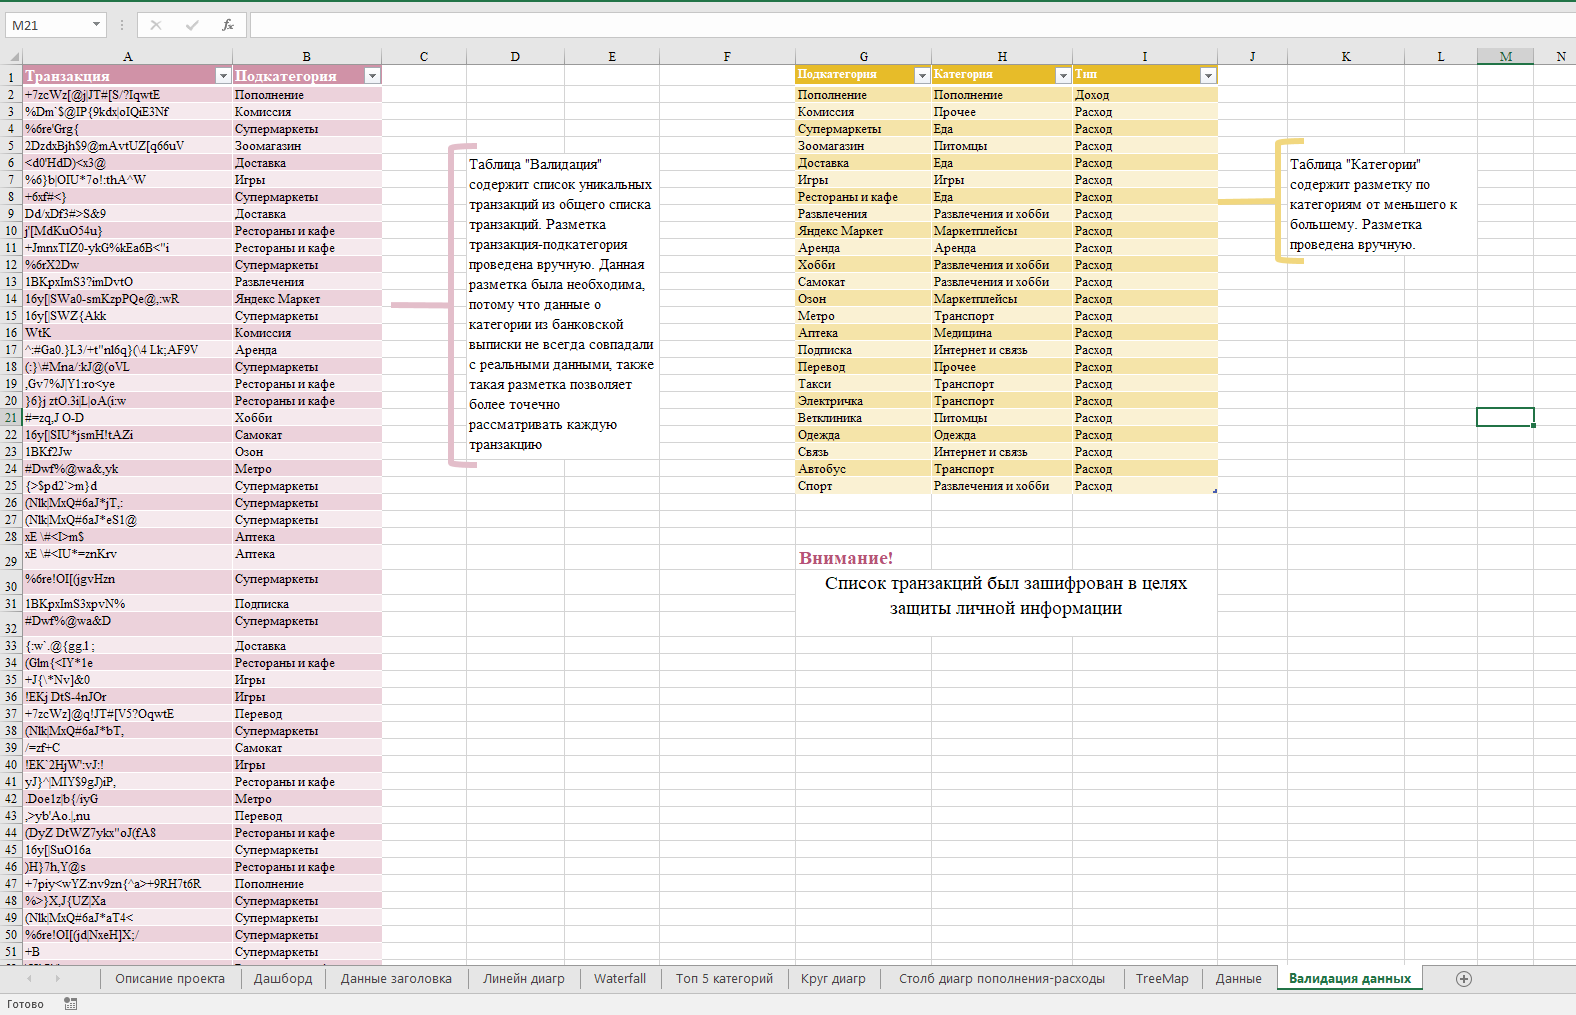 M21
fx
A B C D E F G H I J K L M N
1 Транзакция Подкатегория Подкатегория Категория Тип
2 +7zcWz[@j|JT#[S/?IqwtE Пополнение Пополнение Пополнение Доход
3 %Dm`$@IP{9kdx|oIQiE3Nf Комиссия Комиссия Прочее Расход
4 %6re'Grg{ Супермаркеты Супермаркеты Еда Расход
5 2DzdxBjh$9@mAvtUZ[q66uV Зоомагазин Зоомагазин Питомцы Расход
6 <d0'HdD)<x3@ Доставка Доставка Еда Расход
7 %6}b|OIU*7o!:thA^W Игры Игры Игры Расход
8 +6xf#<} Супермаркеты Рестораны и кафе Еда Расход
9 Dd/xDf3#>S&9 Доставка Развлечения Развлечения и хобби Расход
10 j'[MdKuO54u} Рестораны и кафе Яндекс Маркет Маркетплейсы Расход
11 +JmnxTIZ0-ykG%kEa6B<"i Рестораны и кафе Аренда Аренда Расход
12 %6rX2Dw Супермаркеты Хобби Развлечения и хобби Расход
13 1BKpxImS3?imDvtO Развлечения Самокат Развлечения и хобби Расход
14 16y[|SWa0-smKzpPQe@,:wR Яндекс Маркет Озон Маркетплейсы Расход
15 16y[|SWZ{Akk Супермаркеты Метро Транспорт Расход
16 WtK Комиссия Аптека Медицина Расход
17 ^:#Ga0.}L3/+t"nl6q}(\4 Lk;AF9V Аренда Подписка Интернет и связь Расход
18 (:}\#Mna/:kJ@(oVL Супермаркеты Перевод Прочее Расход
19 ,Gv7%J|Y1:ro<ye Рестораны и кафе Такси Транспорт Расход
20 }6}j ztO.3i|L|oA(i:w Рестораны и кафе Электричка Транспорт Расход
21 #=zq,J O-D Хобби Ветклиника Питомцы Расход
22 16y[|SIU*jsmH!tAZi Самокат Одежда Одежда Расход
23 1BKf2Jw Озон Связь Интернет и связь Расход
24 #Dwf%@wa&,yk Метро Автобус Транспорт Расход
25 {>$pd2`>m}d Супермаркеты Спорт Развлечения и хобби Расход
26 (Nlk|MxQ#6aJ*jT,: Супермаркеты
27 (Nlk|MxQ#6aJ*eS1@ Супермаркеты
28 xE \#<I>m$ Аптека
29 xE \#<IU*=znKrv Аптека
30 %6re!OI[(jgvHzn Супермаркеты
31 1BKpxImS3xpvN% Подписка
32 #Dwf%@wa&D Супермаркеты
33 {:w`.@{gg.l ; Доставка
34 (Glm{<IY*1e Рестораны и кафе
35 +J{\*Nv]&0 Игры
36 !EKj DtS-4nJOr Игры
37 +7zcWz]@q!JT#[V5?OqwtE Перевод
38 (Nlk|MxQ#6aJ*bT, Супермаркеты
39 /=zf+C Самокат
40 !EK`2HjW':vJ:! Игры
41 yJ}^|MIY$9gJ)iP, Рестораны и кафе
42 .Doe1z|b{/iyG Метро
43 ,>yb'Ao.|,nu Перевод
44 (DyZ DtWZ7ykx"oJ(fA8 Рестораны и кафе
45 16y[|SuO16a Супермаркеты
46 )H}7h,Y@s Рестораны и кафе
47 +7piy<wYZ:nv9zn{^a>+9RH7t6R Пополнение
48 %>}X,J{UZ|Xa Супермаркеты
49 (Nlk|MxQ#6aJ*aT4< Супермаркеты
50 %6re!OI[(jd|NxeH]X;/ Супермаркеты
51 +B Супермаркеты
Таблица "Валидация"
содержит список уникальных
транзакций из общего списка
транзакций. Разметка
транзакция-подкатегория
проведена вручную. Данная
разметка была необходима,
потому что данные о
категории из банковской
выписки не всегда совпадали
с реальными данными, также
такая разметка позволяет
более точечно
рассматривать каждую
транзакцию
Таблица "Категории"
содержит разметку по
категориям от меньшего к
большему. Разметка
проведена вручную.
Внимание!
Список транзакций был зашифрован в целях
защиты личной информации
Описание проекта Дашборд Данные заголовка Линейн диагр Waterfall Топ 5 категорий Круг диагр Столб диагр пополнения-расходы TreeMap Данные Валидация данных
Готово